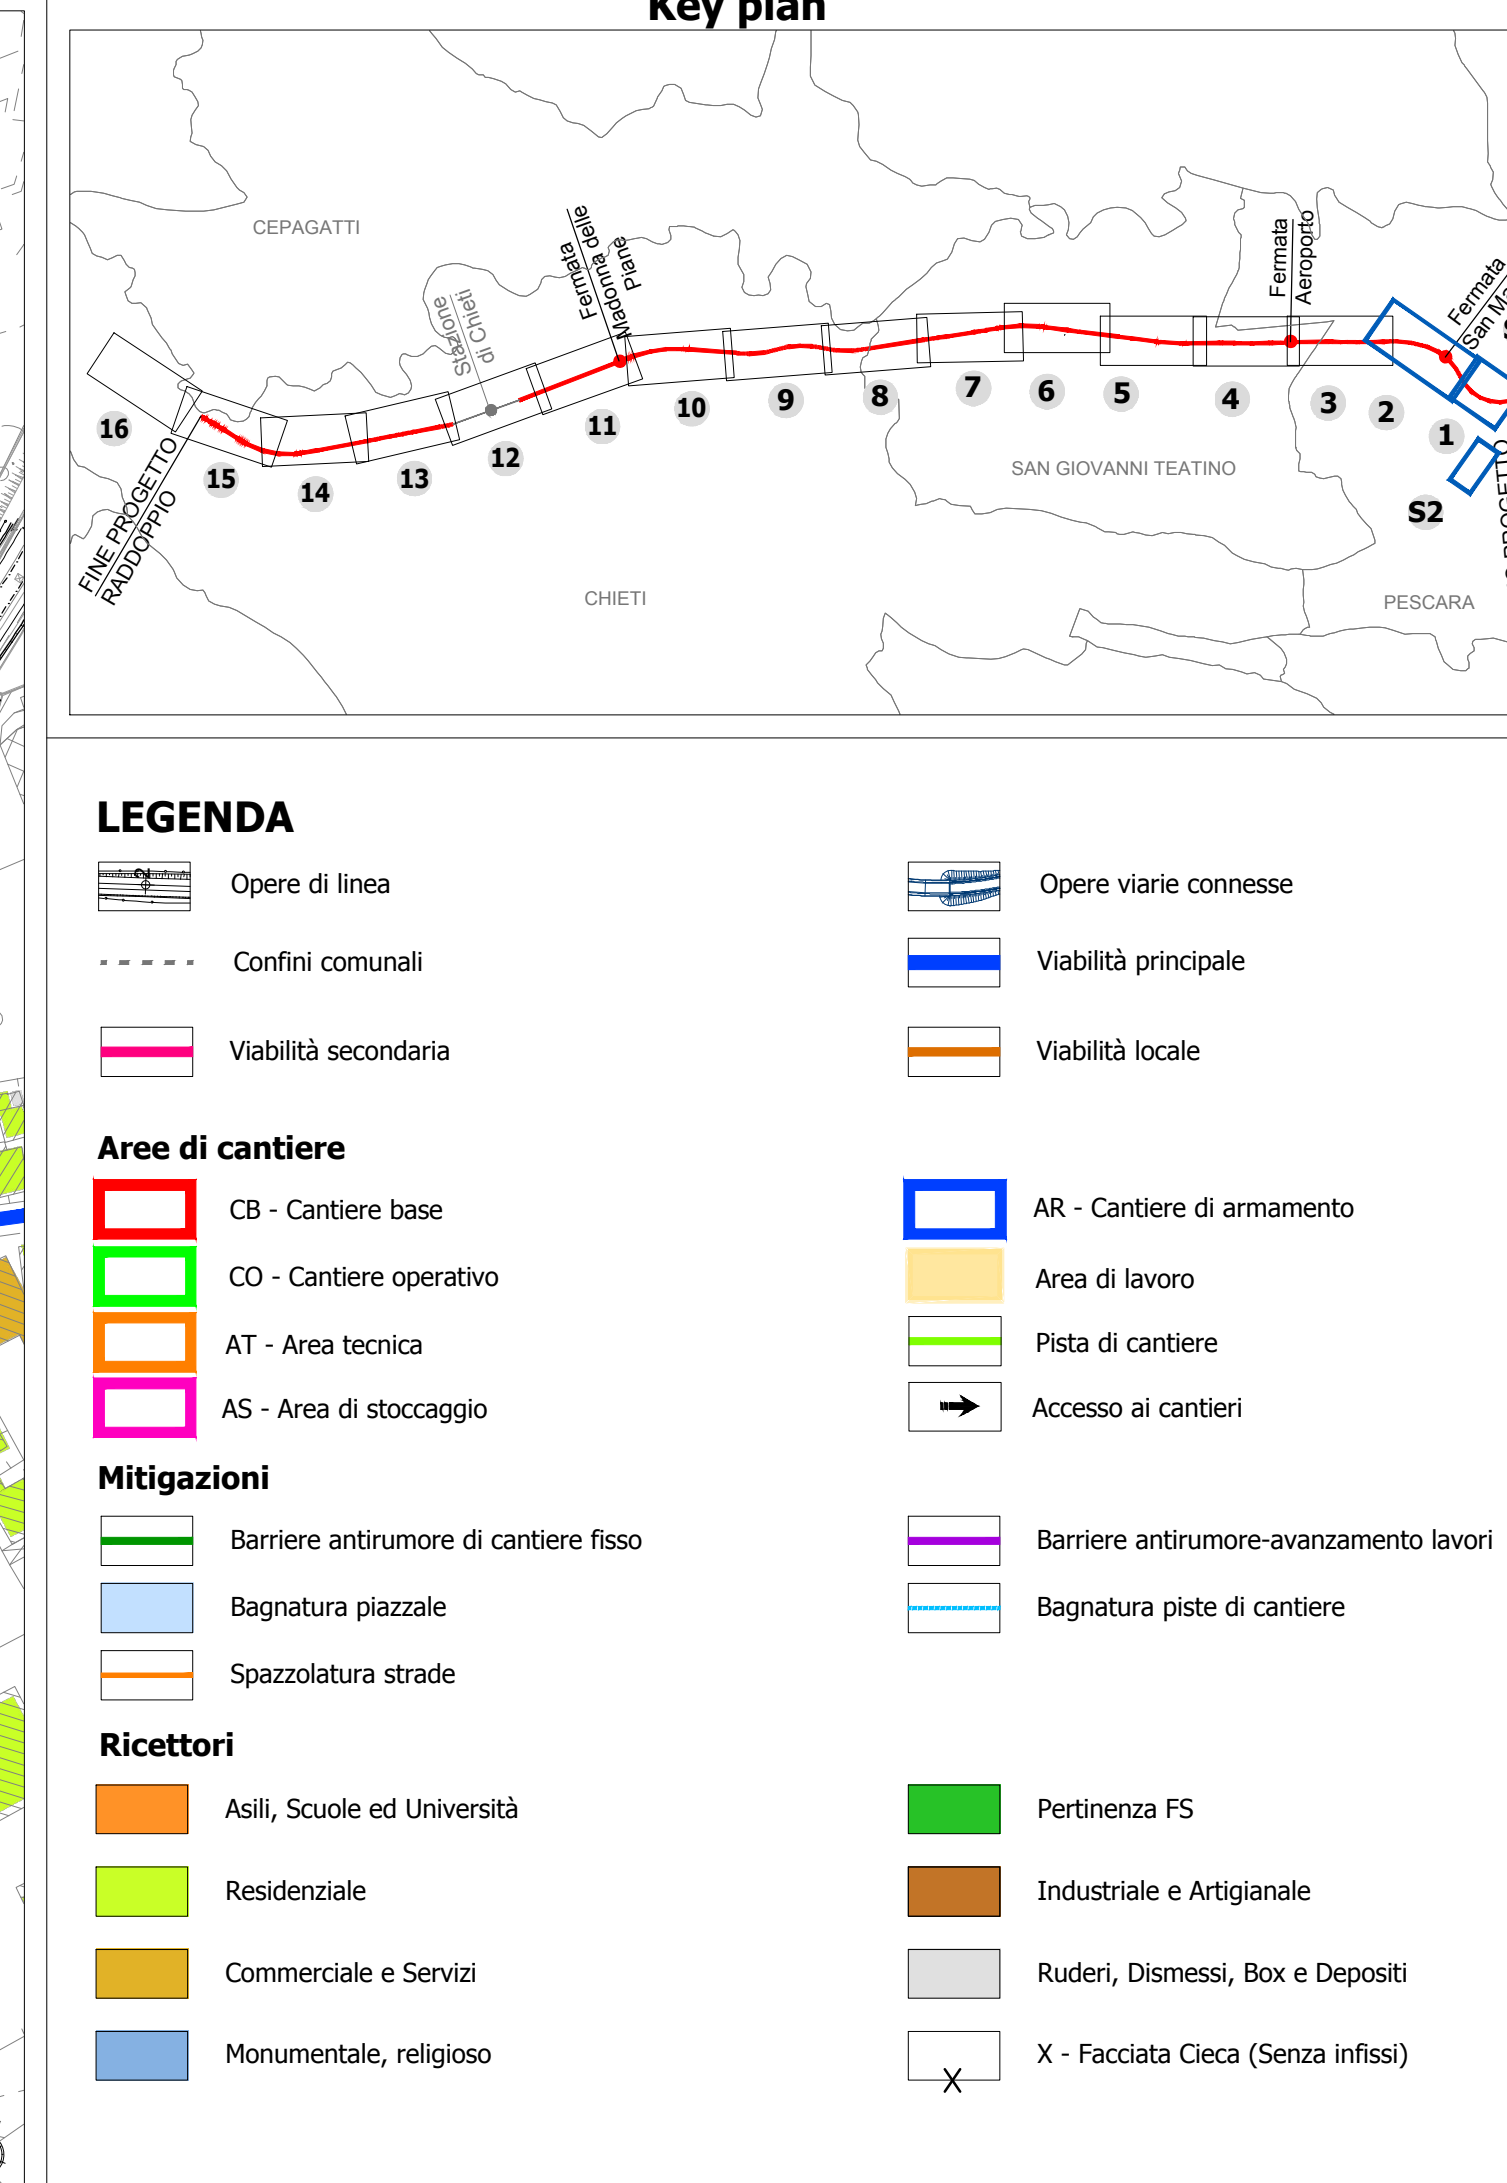 Key plan
CEPAGATTI
Fermata
Madonna delle
Piane
Stazione
di Chieti
Fermata
Aeroporto
Fermata
16
15
14
13
12
11
10
9
8
7
6
5
4
3
2
1
S2
FINE PROGETTO
RADDOPPIO
SAN GIOVANNI TEATINO
CHIETI
PESCARA
PROGETTO
LEGENDA
Opere di linea
Opere viarie connesse
Confini comunali
Viabilità principale
Viabilità secondaria
Viabilità locale
Aree di cantiere
CB - Cantiere base
AR - Cantiere di armamento
CO - Cantiere operativo
Area di lavoro
AT - Area tecnica
Pista di cantiere
AS - Area di stoccaggio
Accesso ai cantieri
Mitigazioni
Barriere antirumore di cantiere fisso
Barriere antirumore-avanzamento lavori
Bagnatura piazzale
Bagnatura piste di cantiere
Spazzolatura strade
Ricettori
Asili, Scuole ed Università
Pertinenza FS
Residenziale
Industriale e Artigianale
Commerciale e Servizi
Ruderi, Dismessi, Box e Depositi
Monumentale, religioso
X - Facciata Cieca (Senza infissi)
X